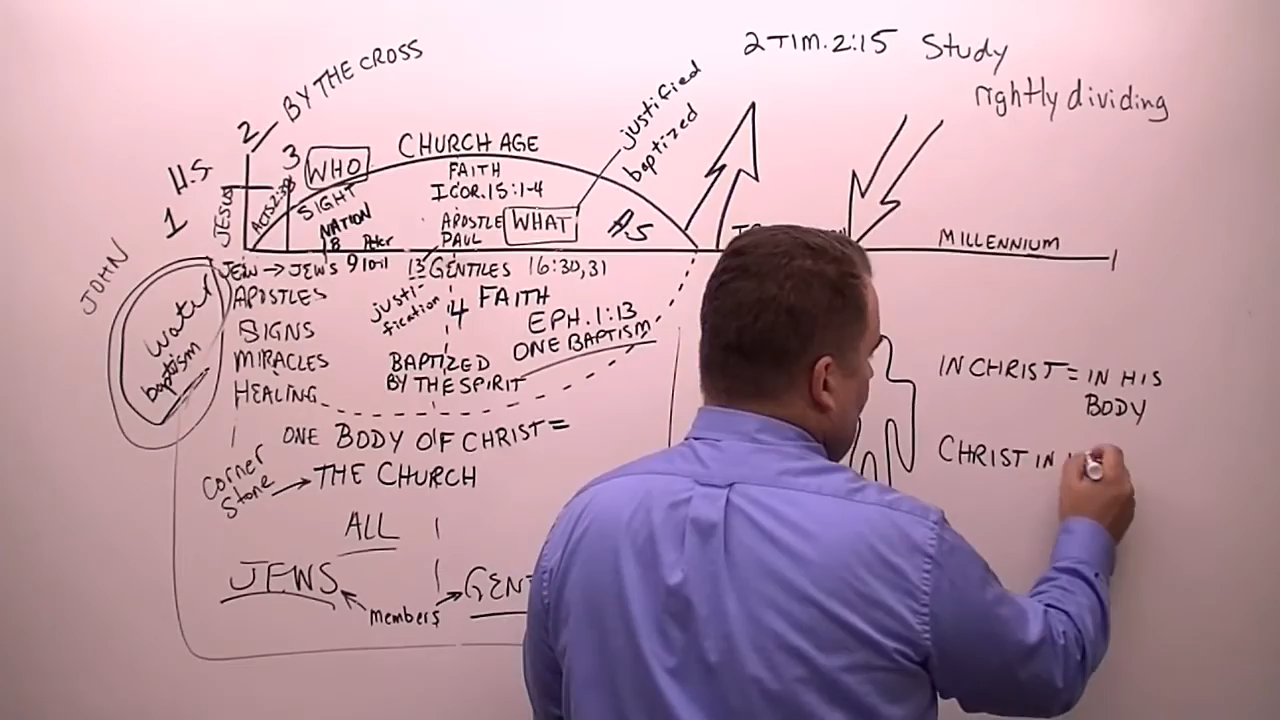 2 TIM. 2:15 Study
rightly dividing
BY THE CROSS
2
H.S
1
3
WHO
CHURCH AGE
FAITH
I COR. 15:1-4
justified
baptized
JESUS
ACTS 2:38
SIGHT
NATION
8
Peter
APOSTLE
PAUL
WHAT
A.S
MILLENNIUM
JOHN
water
baptism
JEW → JEWS 9 10-11 13 GENTILES 16:30,31
APOSTLES
SIGNS
MIRACLES
HEALING
justi-
fication
4 FAITH
EPH. 1:13
ONE BAPTISM
BAPTIZED
BY THE SPIRIT
ONE BODY OF CHRIST =
corner
stone → THE CHURCH
ALL
JEWS
members
GENT
IN CHRIST = IN HIS
BODY
CHRIST IN